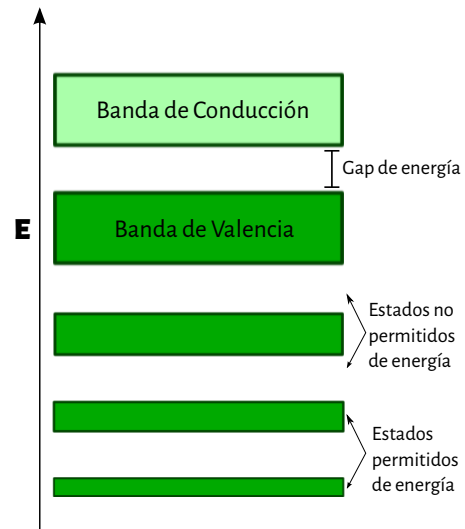 Banda de Conducción
Gap de energía
E
Banda de Valencia
Estados no
permitidos
de energía
Estados
permitidos
de energía